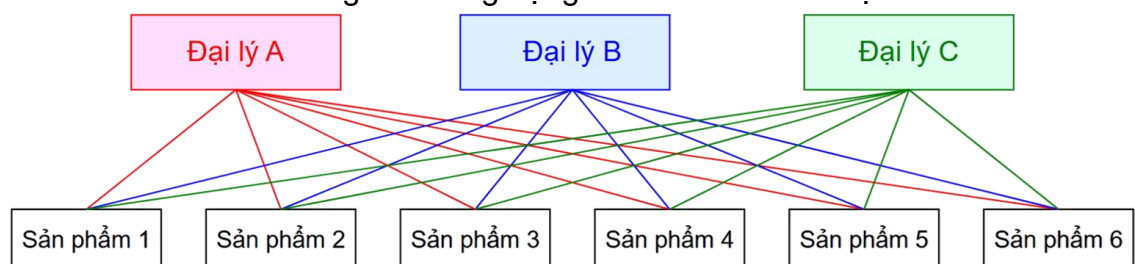 Đại lý A
Đại lý B
Đại lý C
Sản phẩm 1
Sản phẩm 2
Sản phẩm 3
Sản phẩm 4
Sản phẩm 5
Sản phẩm 6